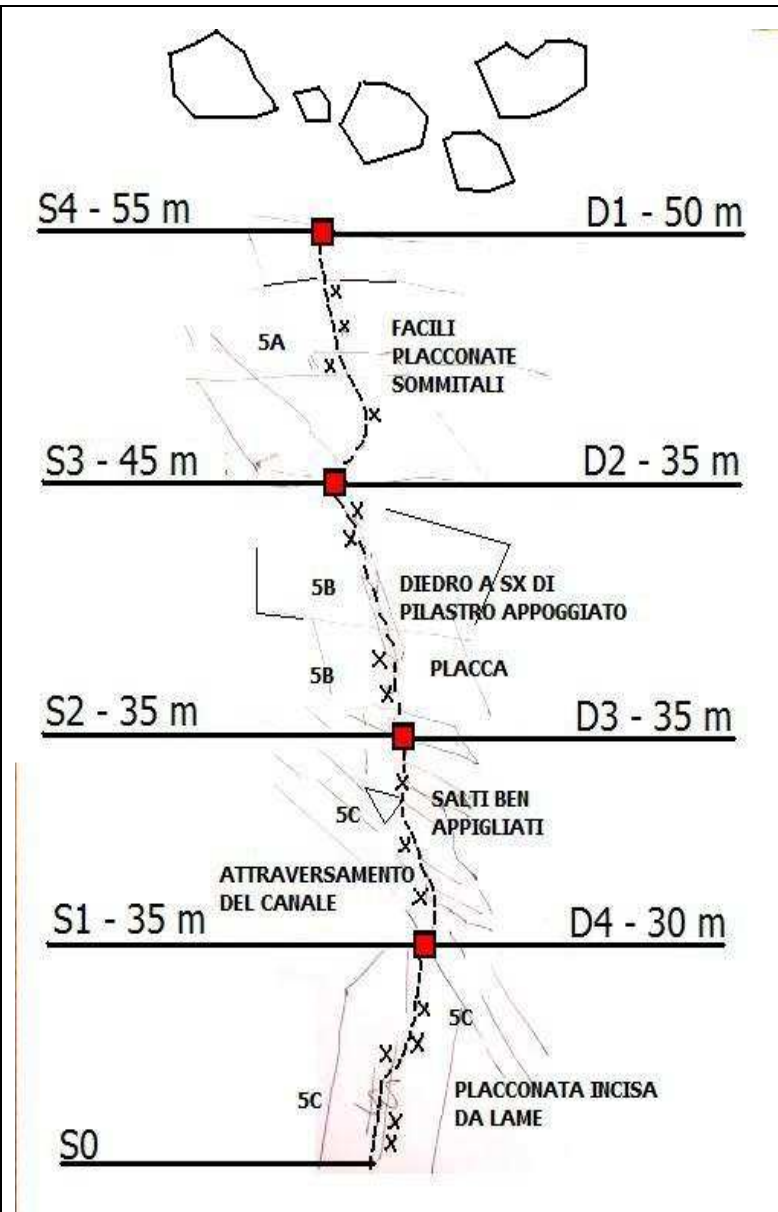 S4 - 55 m
D1 - 50 m
5A
FACILI
PLACCONATE
SOMMITALI
S3 - 45 m
D2 - 35 m
5B
DIEDRO A SX DI
PILASTRO APPOGGIATO
5B
PLACCA
S2 - 35 m
D3 - 35 m
5C
SALTI BEN
APPIGLIATI
ATTRAVERSAMENTO
DEL CANALE
S1 - 35 m
D4 - 30 m
5C
5C
PLACCONATA INCISA
DA LAME
S0